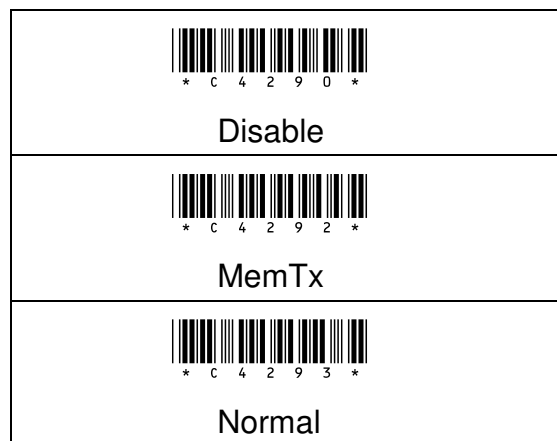 * C 4 2 9 0 *
Disable
* C 4 2 9 2 *
MemTx
* C 4 2 9 3 *
Normal